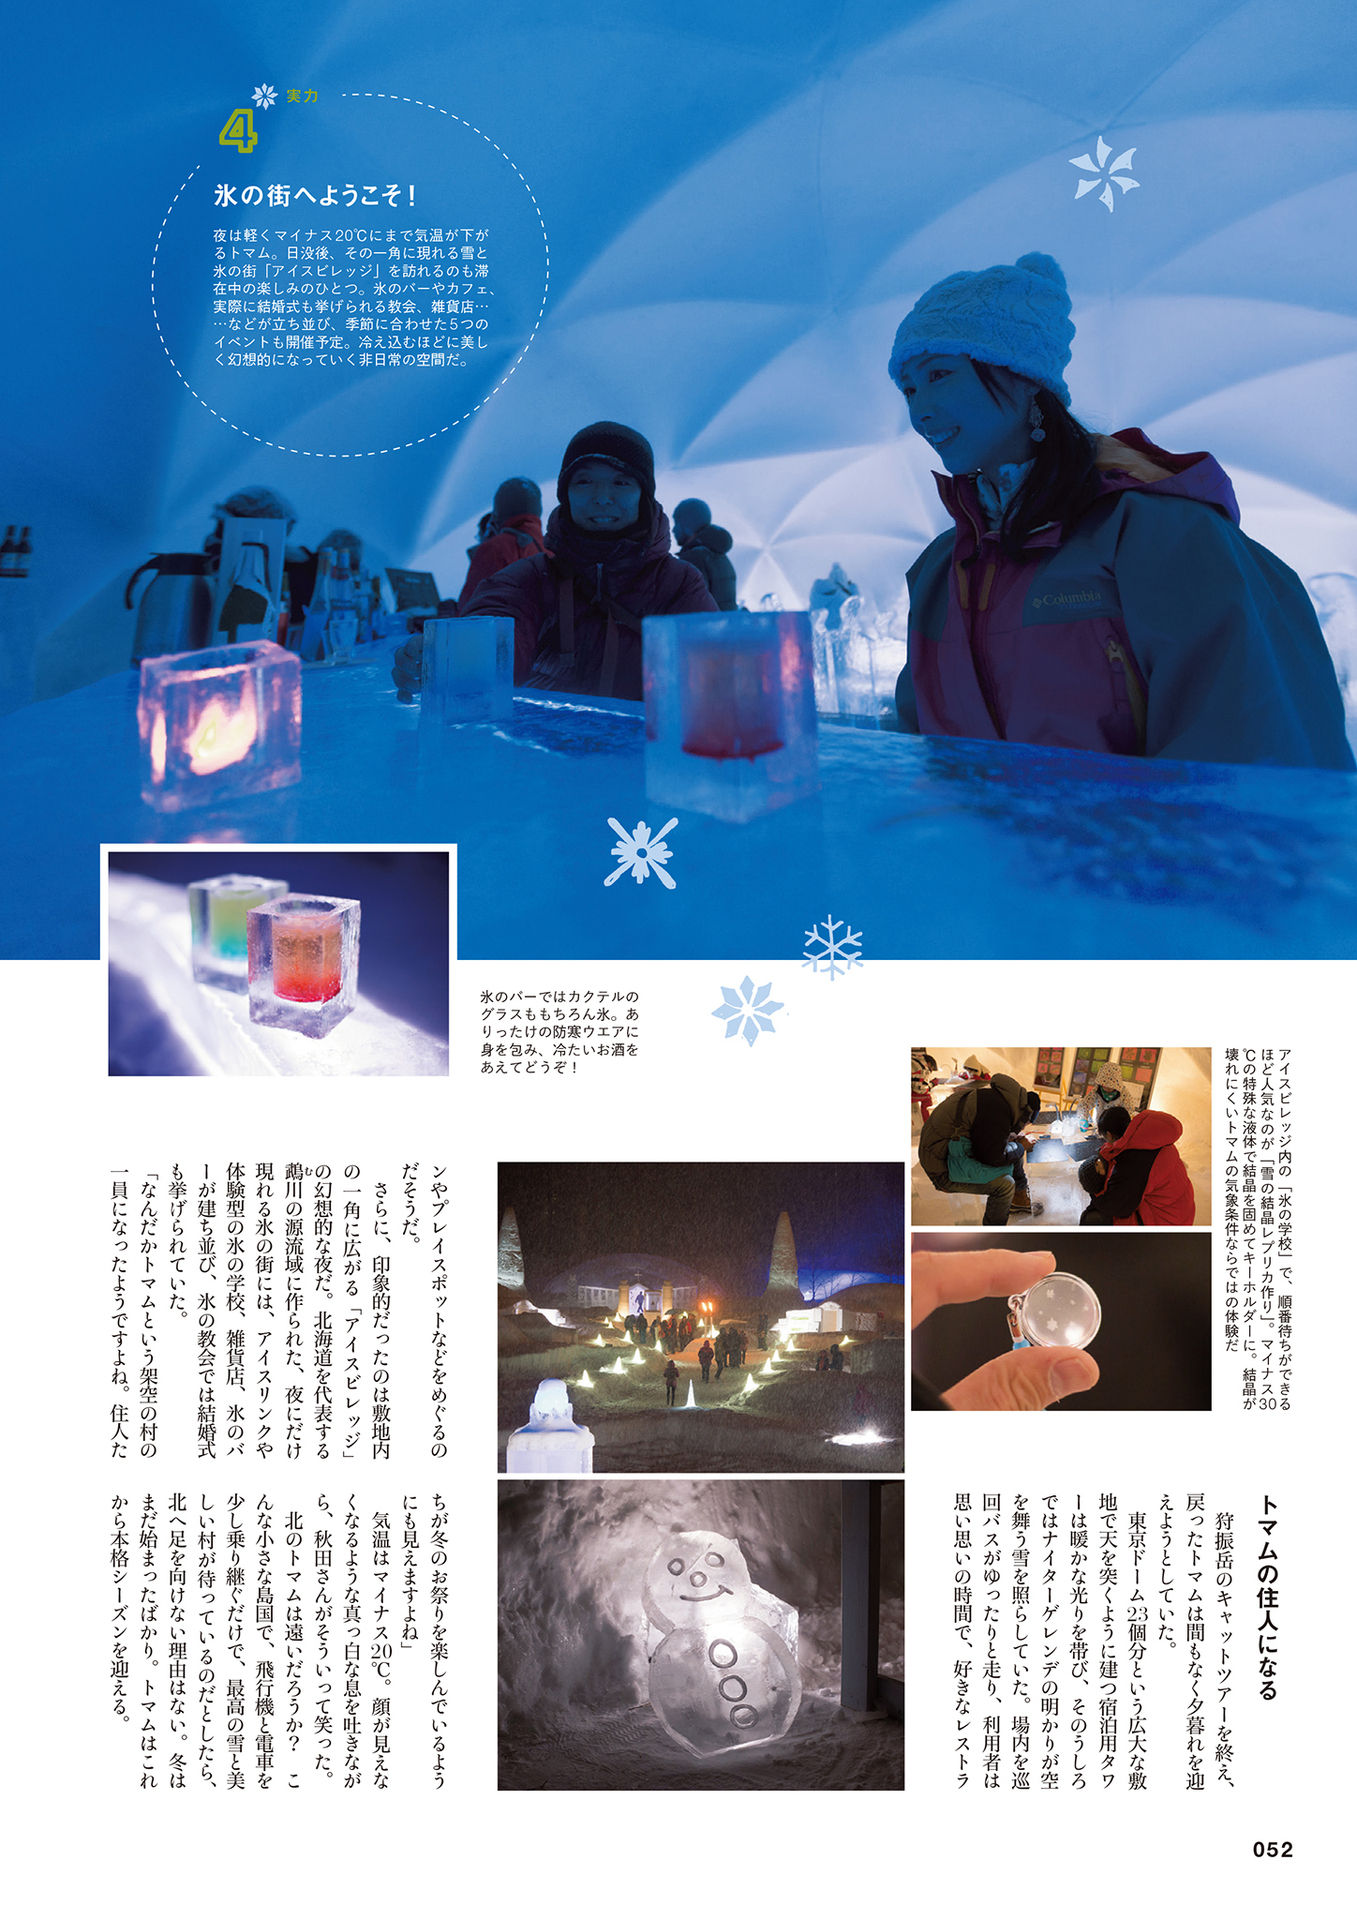 実力
4
氷の街へようこそ！
夜は軽くマイナス20℃にまで気温が下が
るトマム。日没後、その一角に現れる雪と
氷の街「アイスビレッジ」を訪れるのも滞
在中の楽しみのひとつ。氷のバーやカフェ、
実際に結婚式も挙げられる教会、雑貨店…
…などが立ち並び、季節に合わせた5つの
イベントも開催予定。冷え込むほどに美し
く幻想的になっていく非日常の空間だ。
Columbia
氷のバーではカクテルの
グラスももちろん氷。あ
りったけの防寒ウエアに
身を包み、冷たいお酒を
あえてどうぞ！
アイスビレッジ内の「氷の学校」で、順番待ちができる
ほど人気なのが「雪の結晶レプリカ作り」。マイナス30
℃の特殊な液体で結晶を固めてキーホルダーに。結晶が
壊れにくいトマムの気象条件ならではの体験だ
トマムの住人になる
狩振岳のキャットツアーを終え、
戻ったトマムは間もなく夕暮れを迎
えようとしていた。
東京ドーム23個分という広大な敷
地で天を突くように建つ宿泊用タワ
ーは暖かな光りを帯び、そのうしろ
ではナイターゲレンデの明かりが空
を舞う雪を照らしていた。場内を巡
回バスがゆったりと走り、利用者は
思い思いの時間で、好きなレストラ
ンやプレイスポットなどをめぐるの
だそうだ。
さらに、印象的だったのは敷地内
の一角に広がる「アイスビレッジ」
の幻想的な夜だ。北海道を代表する
鵡川の源流域に作られた、夜にだけ
む
現れる氷の街には、アイスリンクや
体験型の氷の学校、雑貨店、氷のバ
ーが建ち並び、氷の教会では結婚式
も挙げられていた。
「なんだかトマムという架空の村の
一員になったようですよね。住人た
ちが冬のお祭りを楽しんでいるよう
にも見えますよね」
気温はマイナス20℃。顔が見えな
くなるような真っ白な息を吐きなが
ら、秋田さんがそういって笑った。
北のトマムは遠いだろうか？　こ
んな小さな島国で、飛行機と電車を
少し乗り継ぐだけで、最高の雪と美
しい村が待っているのだとしたら、
北へ足を向けない理由はない。冬は
まだ始まったばかり。トマムはこれ
から本格シーズンを迎える。
052